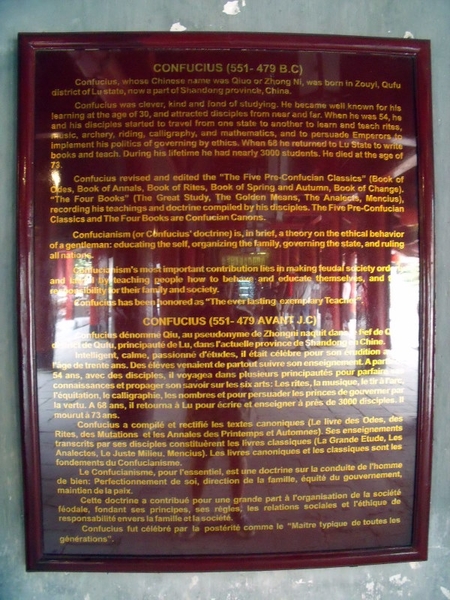 CONFUCIUS (551- 479 B.C)
Confucius, whose Chinese name was Qiuo or Zhong Ni, was born in Zouyi, Qufu
district of Lu state, now a part of Shandong province, China.
Confucius was clever, kind and fond of studying. He became well known for his
learning at the age of 30, and attracted disciples from near and far. When he was 54, he
and his disciples started to travel from one state to another to learn and teach rites,
music, archery, riding, calligraphy, and mathematics, and to persuade Emperors to
implement his politics of governing by ethics. When 68 he returned to Lu State to write
books and teach. During his lifetime he had nearly 3000 students. He died at the age of
73.
Confucius revised and edited the "The Five Pre-Confucian Classics" (Book of
Odes, Book of Annals, Book of Rites, Book of Spring and Autumn, Book of Change).
"The Four Books" (The Great Study, The Golden Means, The Analects, Mencius),
recording his teachings and doctrine compiled by his disciples. The Five Pre-Confucian
Classics and The Four Books are Confucian Canons.
Confucianism (or Confucius' doctrine) is, in brief, a theory on the ethical behavior
of a gentleman: educating the self, organizing the family, governing the state, and ruling
all nations.
Confucianism's most important contribution lies in making feudal society
and by teaching people how to behave and educate themselves, and
responsibility for their family and society.
Confucius has been honored as "The ever lasting exemplary Teacher"
CONFUCIUS (551- 479 AVANT J.C)
Confucius dénommé Qiu, au pseudonyme de Zhongni naquit dans fief de
de Qufu, principauté de Lu, dans l'actuelle province de Shandong en Chine.
Intelligent, calme, passionné d'études, il était célèbre pour son érudition
l'âge de trente ans. Des élèves venaient de partout suivre son enseignement. A
54 ans, avec des disciples, il voyagea dans plusieurs principautés pour parfaire
connaissances et propager son savoir sur les six arts: Les rites, la musique, le tir à l'arc,
l'équitation, le calligraphie, les nombres et pour persuader les princes de gouverner par
la vertu. A 68 ans, il retourna à Lu pour écrire et enseigner à près de 3000 disciples. Il
mourut à 73 ans.
Confucius a compilé et rectifié les textes canoniques (Le livre des Odes, des
Rites, des Mutations et les Annales des Printemps et Automnes). Ses enseignements
transcrits par ses disciples constituèrent les livres classiques (La Grande Etude, Les
Analectes, Le Juste Milieu, Mencius). Les livres canoniques et les classiques sont les
fondements du Confucianisme.
Le Confucianisme, pour l'essentiel, est une doctrine sur la conduite de l'homme
de bien: Perfectionnement de soi, direction de la famille, équité du gouvernement,
maintien de la paix.
Cette doctrine a contribué pour une grande part à l'organisation de la société
féodale, fondant ses principes, ses règles, les relations sociales et l'éthique de
responsabilité envers la famille et la société.
Confucius fut célébré par la postérité comme le "Maitre typique de toutes les
générations".